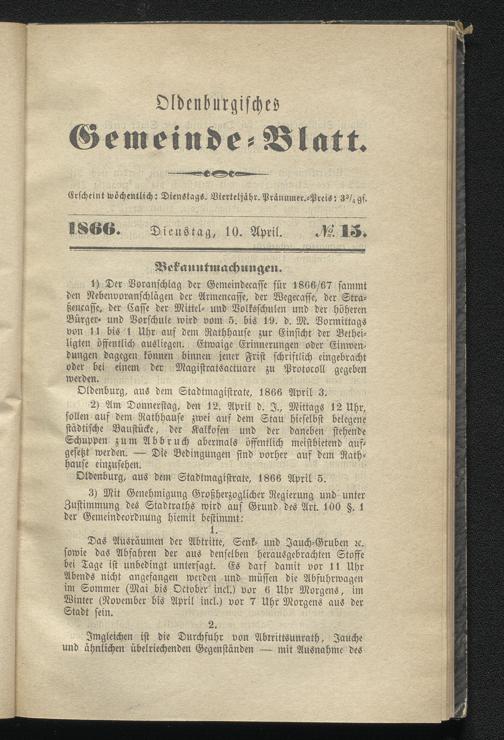 Oldenburgisches
Gemeinde-Blatt.
Erscheint wöchentlich: Dienstags. Vierteljähr. Pränumer.-Preis: 3³/₄ gs.
1866. Dienstag, 10. April. № 15.
Bekanntmachungen.
1) Der Voranschlag der Gemeindecasse für 1866/67 sammt
den Nebenvoranschlägen der Armencasse, der Wegecasse, der Stra-
ßencasse, der Casse der Mittel- und Volksschulen und der höheren
Bürger- und Vorschule wird vom 5. bis 19. d. M. Vormittags
von 11 bis 1 Uhr auf dem Rathhause zur Einsicht der Bethei-
ligten öffentlich ausliegen. Etwaige Erinnerungen oder Einwen-
dungen dagegen können binnen jener Frist schriftlich eingebracht
oder bei einem der Magistratsactuare zu Protocoll gegeben
werden.
Oldenburg, aus dem Stadtmagistrate, 1866 April 3.
2) Am Donnerstag, den 12. April d. J., Mittags 12 Uhr,
sollen auf dem Rathhause zwei auf dem Stau hieselbst belegene
städtische Baustücke, der Kalkofen und der daneben stehende
Schuppen zum Abbruch abermals öffentlich meistbietend auf-
gesetzt werden. — Die Bedingungen sind vorher auf dem Rath-
hause einzusehen.
Oldenburg, aus dem Stadtmagistrate, 1866 April 5.
3) Mit Genehmigung Großherzoglicher Regierung und unter
Zustimmung des Stadtraths wird auf Grund des Art. 100 §. 1
der Gemeindeordnung hiemit bestimmt:
1.
Das Ausräumen der Abtritte, Senk- und Jauch-Gruben ꝛc.
sowie das Abfahren der aus denselben herausgebrachten Stoffe
bei Tage ist unbedingt untersagt. Es darf damit vor 11 Uhr
Abends nicht angefangen werden und müssen die Abfuhrwagen
im Sommer (Mai bis October incl.) vor 6 Uhr Morgens, im
Winter (November bis April incl.) vor 7 Uhr Morgens aus der
Stadt sein.
2.
Imgleichen ist die Durchfuhr von Abtrittsunrath, Jauche
und ähnlichen übelriechenden Gegenständen — mit Ausnahme des